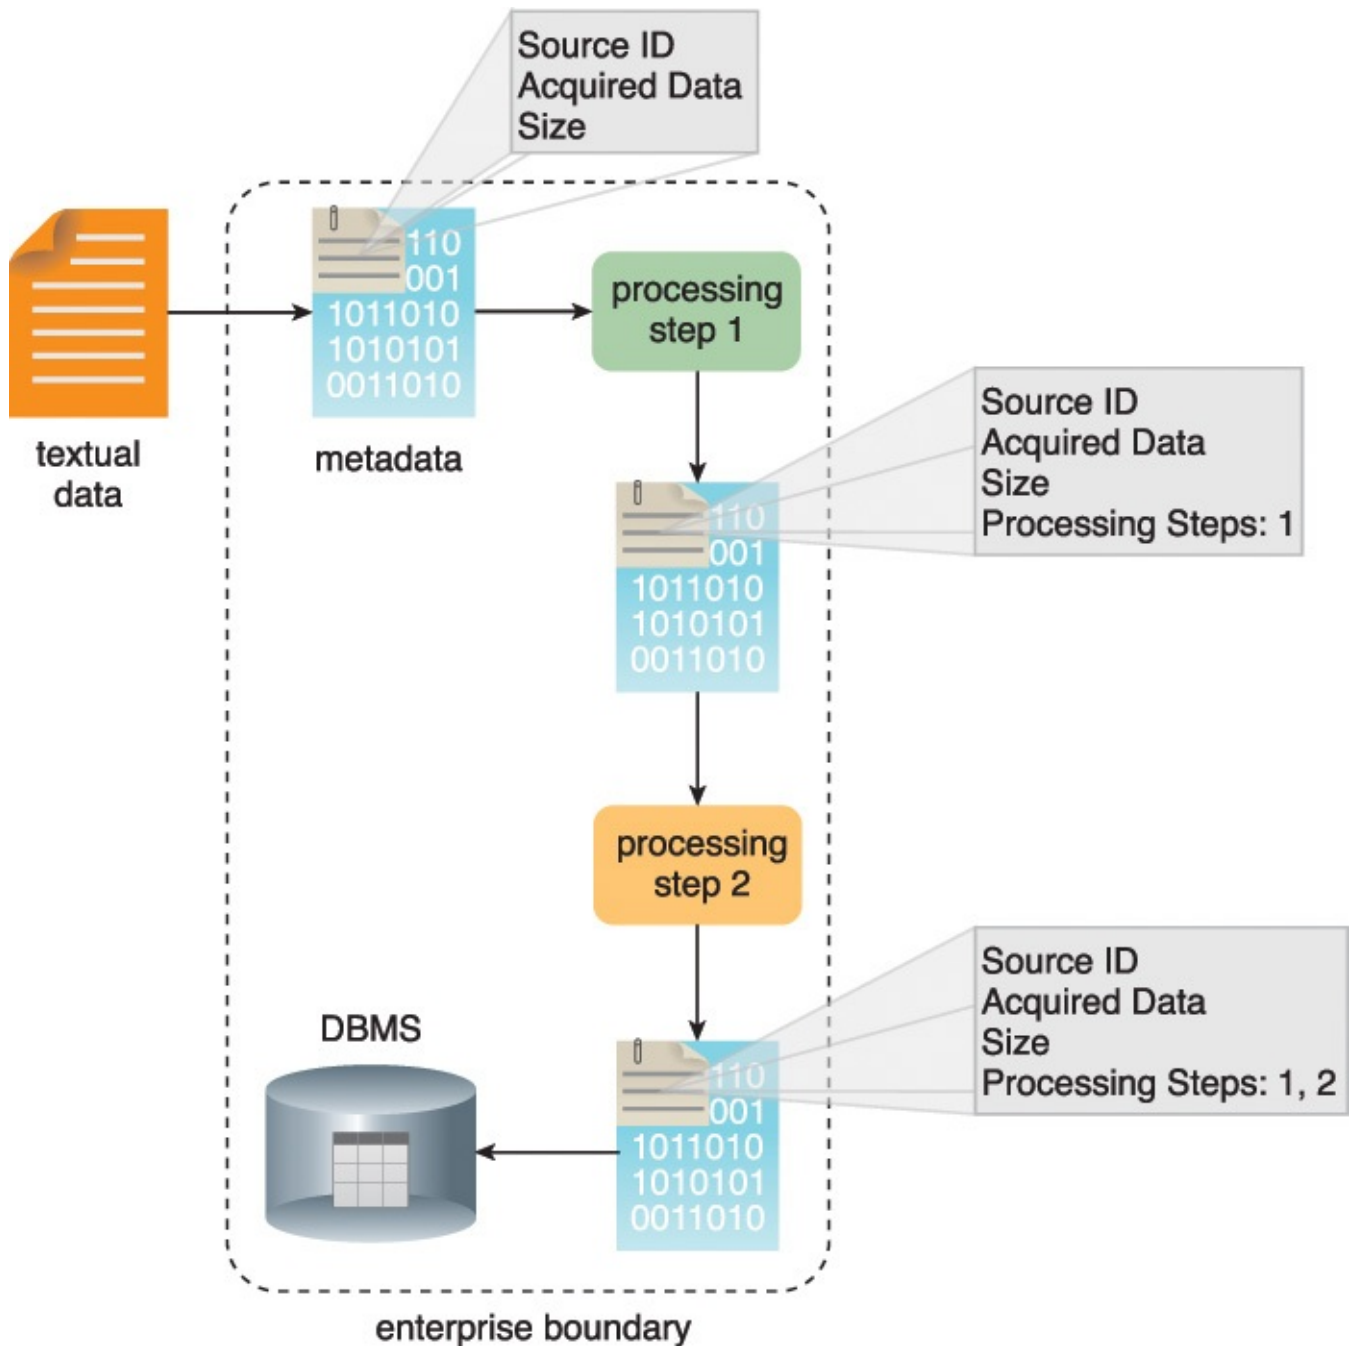 Source ID
Acquired Data
Size
110
001
1011010
1010101
0011010
textual
data
metadata
processing
step 1
Source ID
Acquired Data
Size
Processing Steps: 1
110
001
1011010
1010101
0011010
processing
step 2
Source ID
Acquired Data
Size
Processing Steps: 1, 2
DBMS
110
001
1011010
1010101
0011010
enterprise boundary